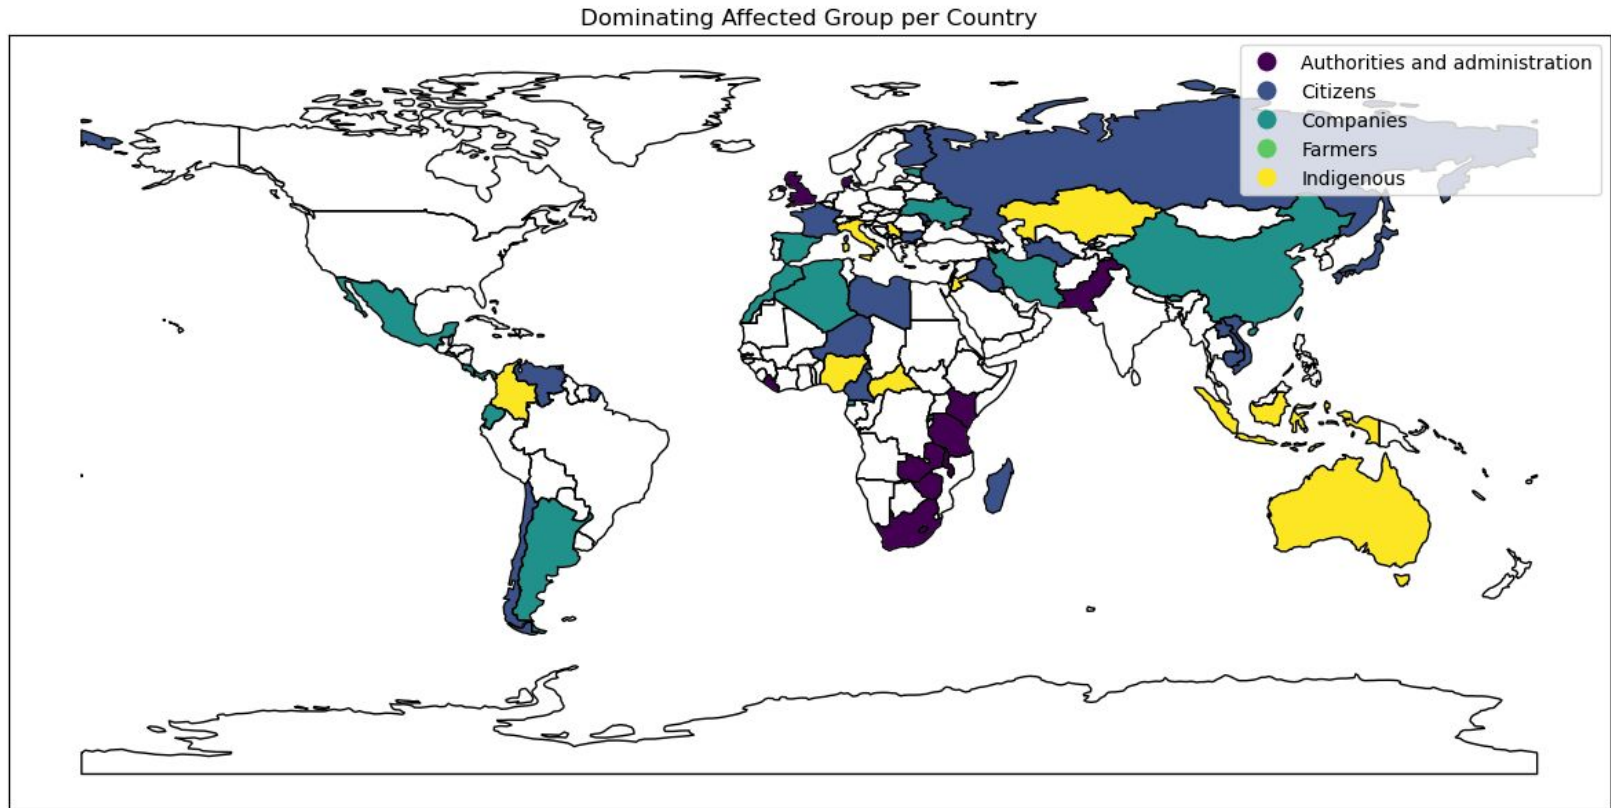 Dominating Affected Group per Country
Authorities and administration
Citizens
Companies
Farmers
Indigenous